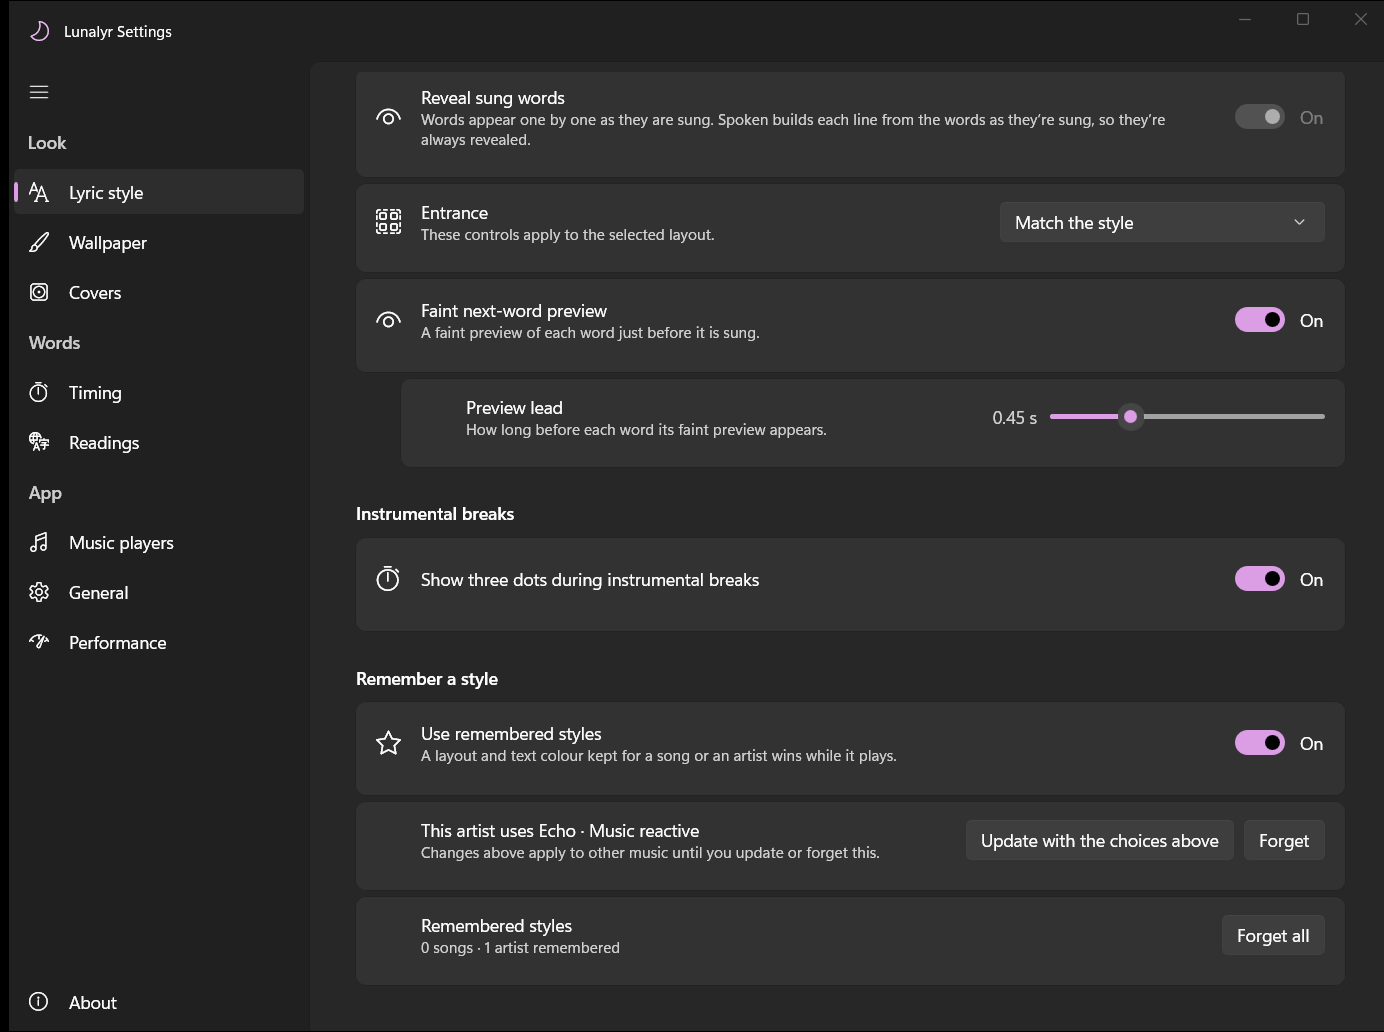 Lunalyr Settings
Look
Lyric style
Wallpaper
Covers
Words
Timing
Readings
App
Music players
General
Performance
About
Reveal sung words
Words appear one by one as they are sung. Spoken builds each line from the words as they’re sung, so they’re
always revealed.
On
Entrance
These controls apply to the selected layout.
Match the style
Faint next-word preview
A faint preview of each word just before it is sung.
On
Preview lead
How long before each word its faint preview appears.
0.45 s
Instrumental breaks
Show three dots during instrumental breaks
On
Remember a style
Use remembered styles
A layout and text colour kept for a song or an artist wins while it plays.
On
This artist uses Echo · Music reactive
Changes above apply to other music until you update or forget this.
Update with the choices above
Forget
Remembered styles
0 songs · 1 artist remembered
Forget all